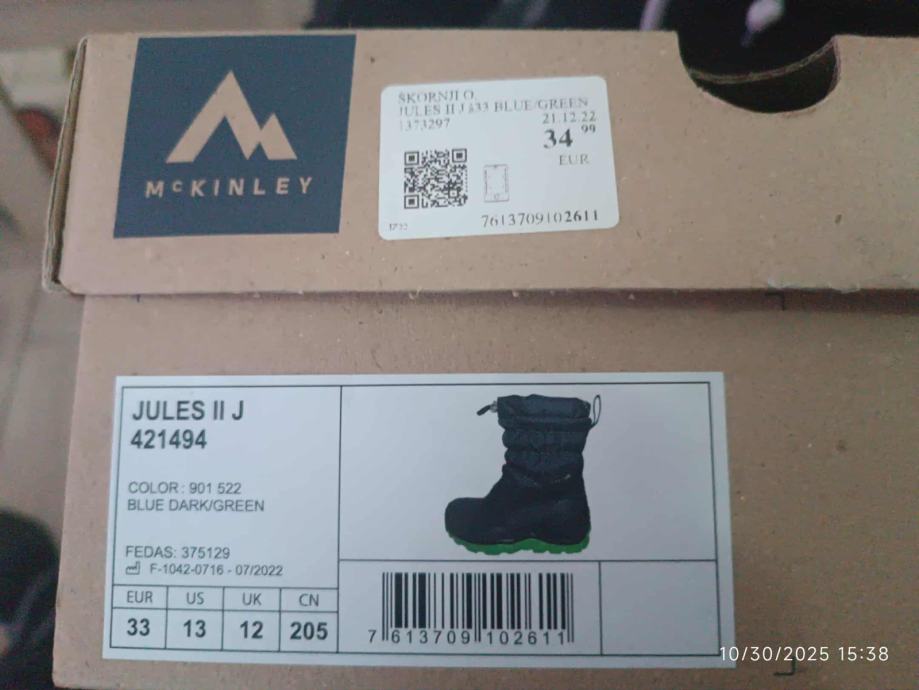 McKINLEY
ŠKORNJI O.
JULES II J š33 BLUE/GREEN
1373297 21.12.22
34 99
EUR
7613709102611
JULES II J
421494
COLOR: 901 522
BLUE DARK/GREEN
FEDAS: 375129
F-1042-0716 - 07/2022
EUR US UK CN
33 13 12 205
7 613709 102611
10/30/2025 15:38